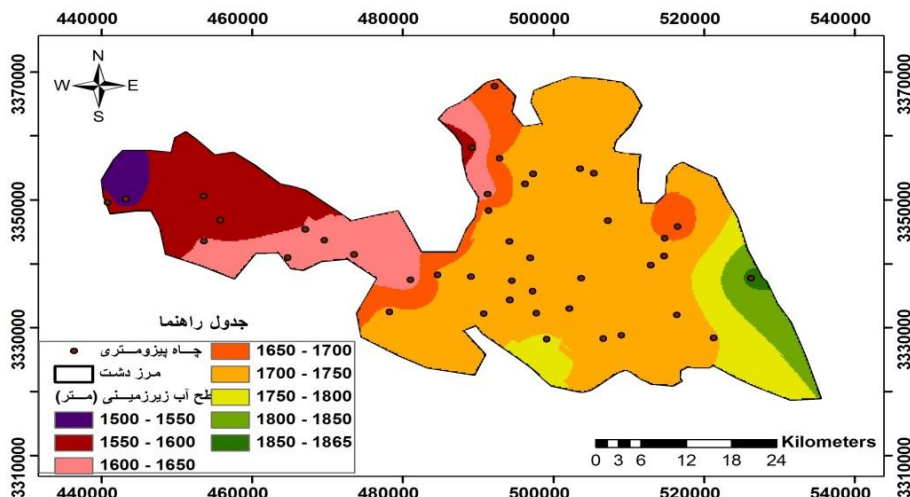 440000 460000 480000 500000 520000 540000
3370000 3370000
3350000 3350000
3330000 3330000
3310000 3310000
N
W E
S
جدول راهنما
چاه پیزومتری
مرز دشت
طح آب زیرزمینی (متر)
1500 - 1550
1550 - 1600
1600 - 1650
1650 - 1700
1700 - 1750
1750 - 1800
1800 - 1850
1850 - 1865
Kilometers
0 3 6 12 18 24
440000 460000 480000 500000 520000 540000